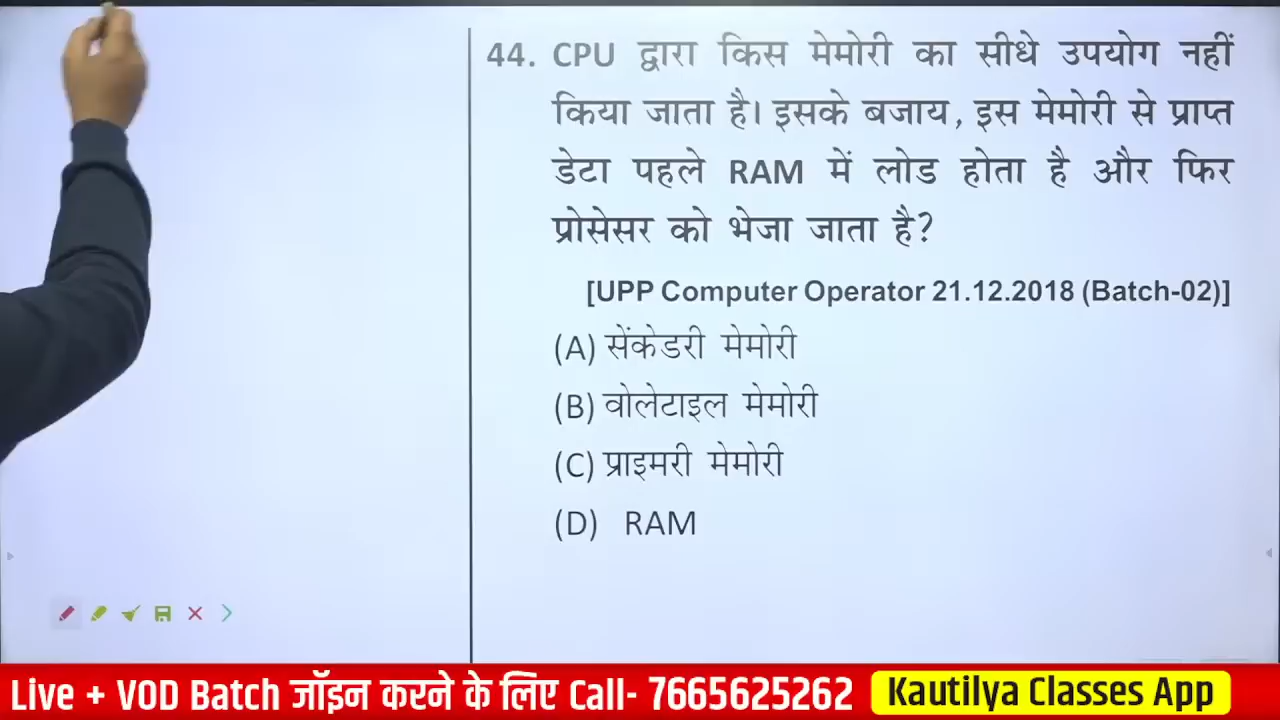 44. CPU द्वारा किस मेमोरी का सीधे उपयोग नहीं
किया जाता है। इसके बजाय, इस मेमोरी से प्राप्त
डेटा पहले RAM में लोड होता है और फिर
प्रोसेसर को भेजा जाता है?
[UPP Computer Operator 21.12.2018 (Batch-02)]
(A) सेंकेडरी मेमोरी
(B) वोलेटाइल मेमोरी
(C) प्राइमरी मेमोरी
(D) RAM
Live + VOD Batch जॉइन करने के लिए Call- 7665625262 Kautilya Classes App